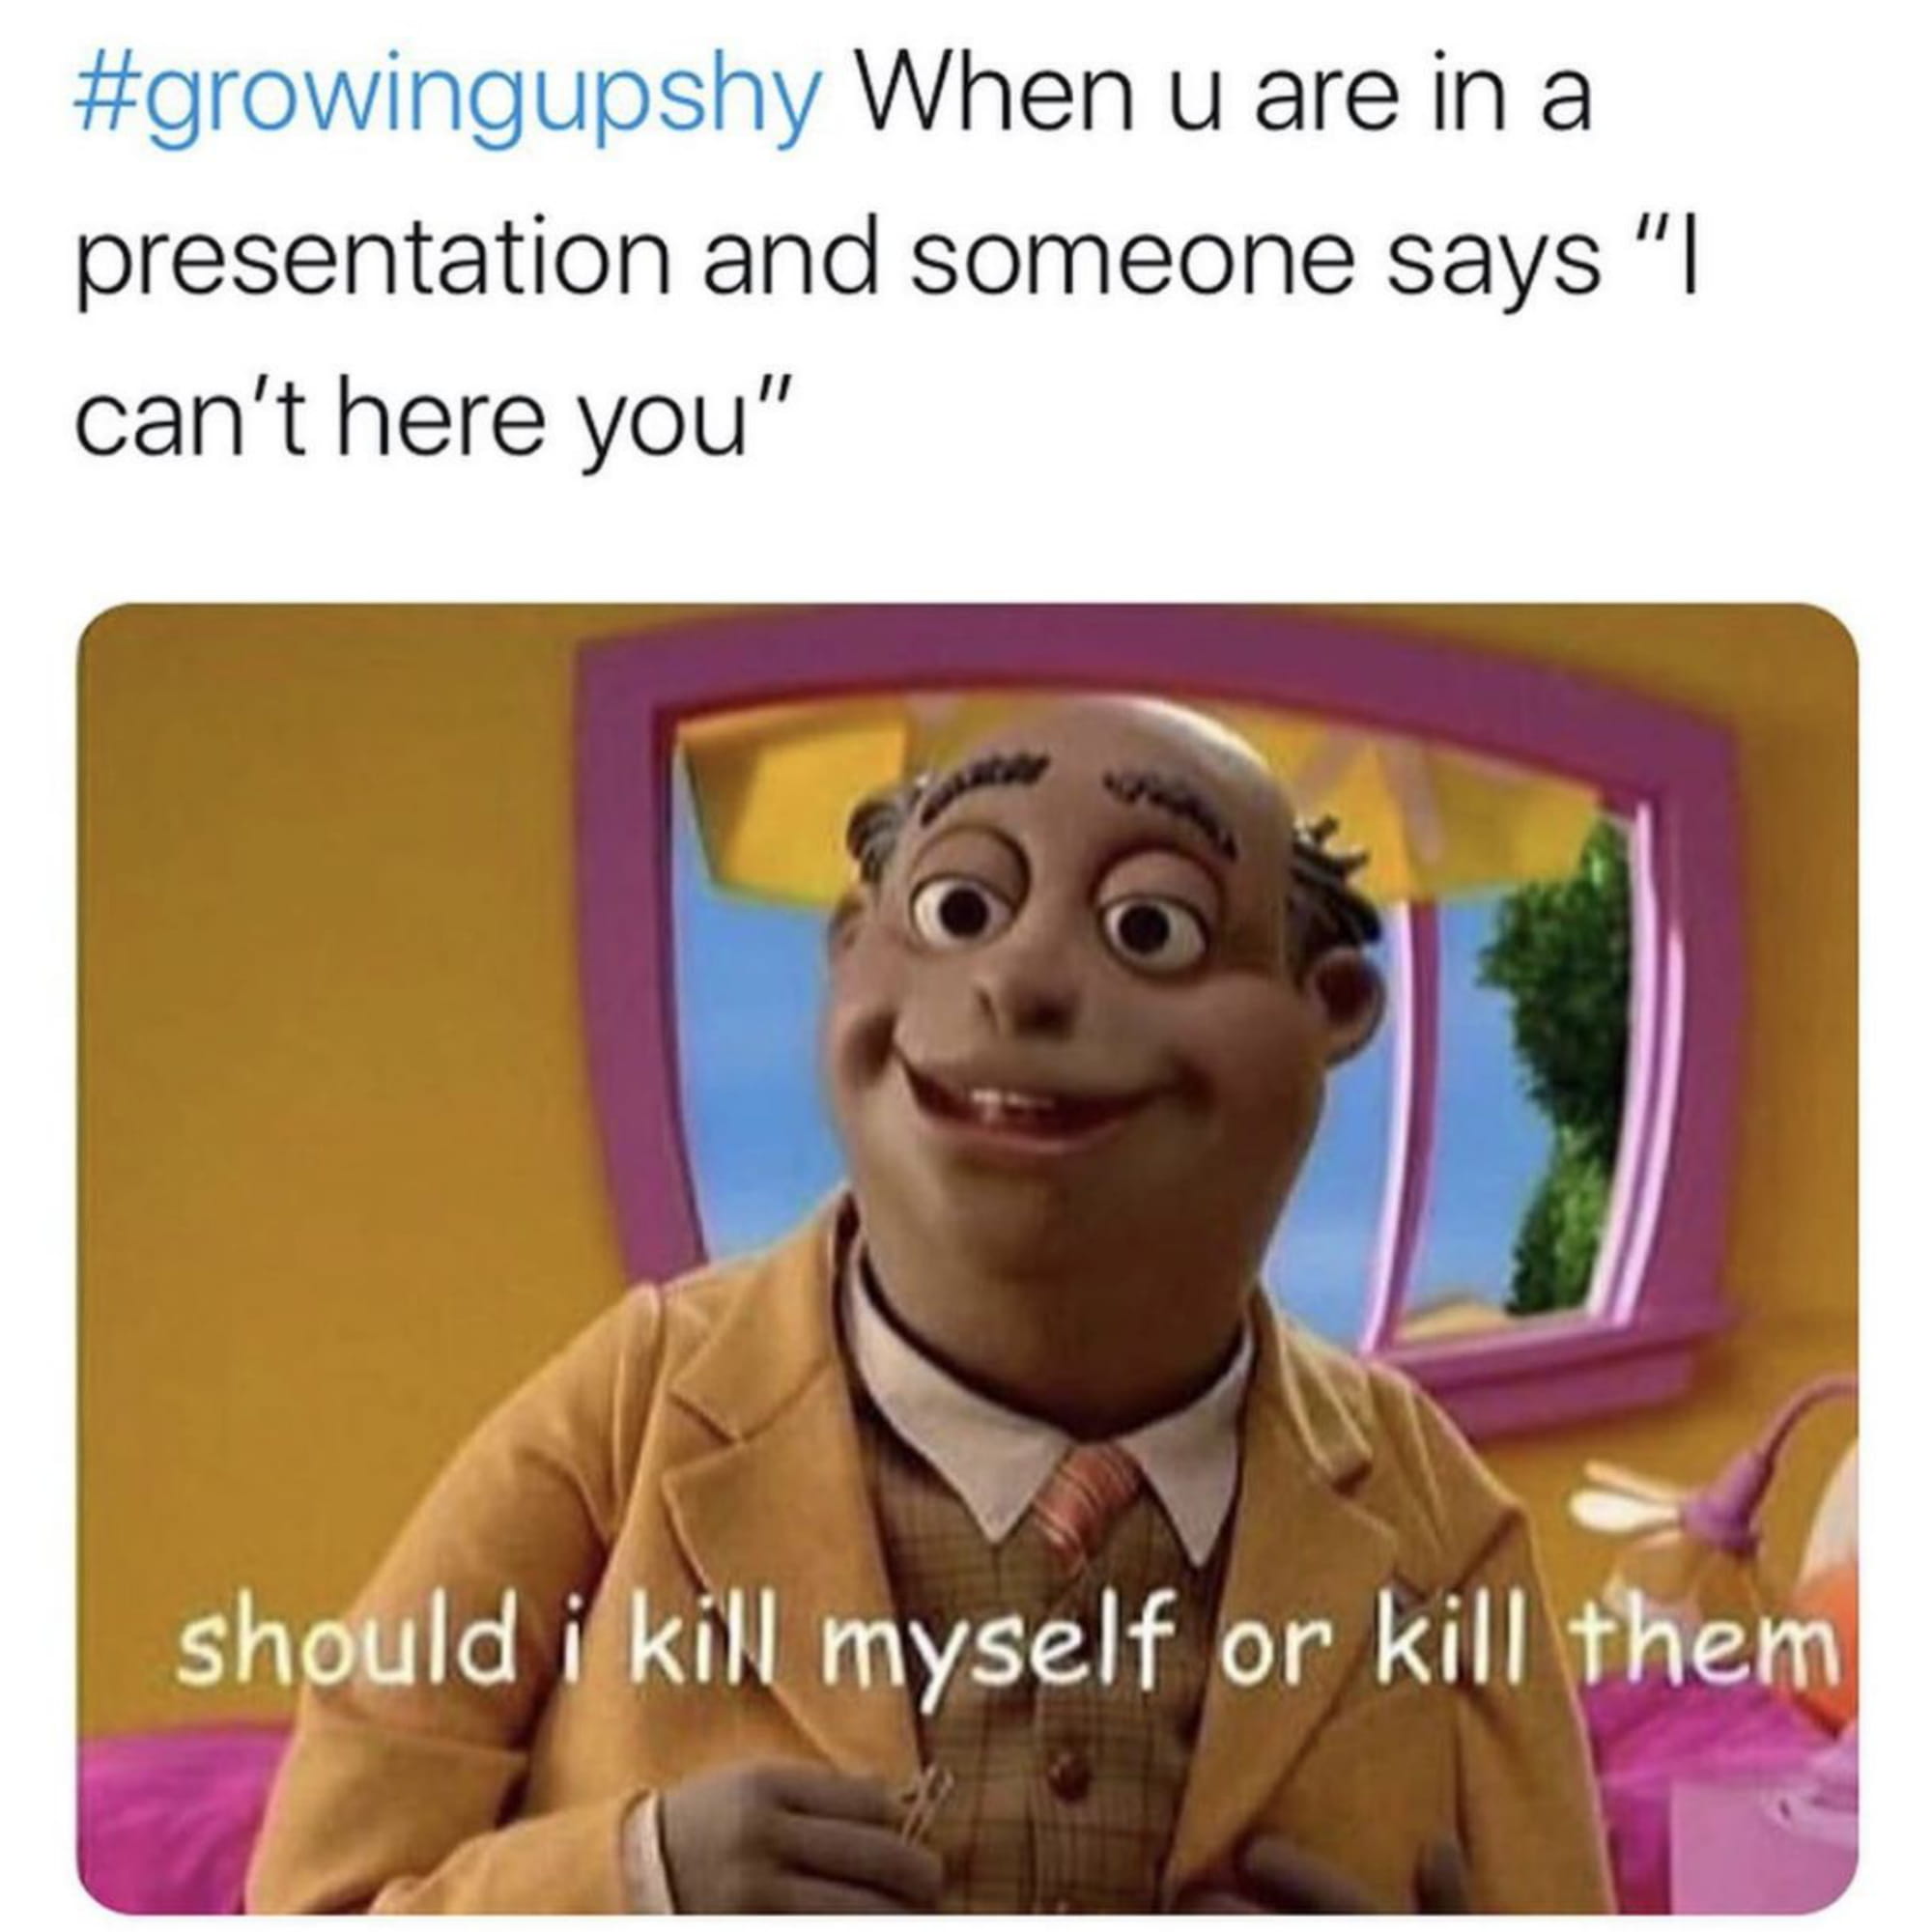 #growingupshy When u are in a
presentation and someone says "I
can't here you"
should i kill myself or kill them